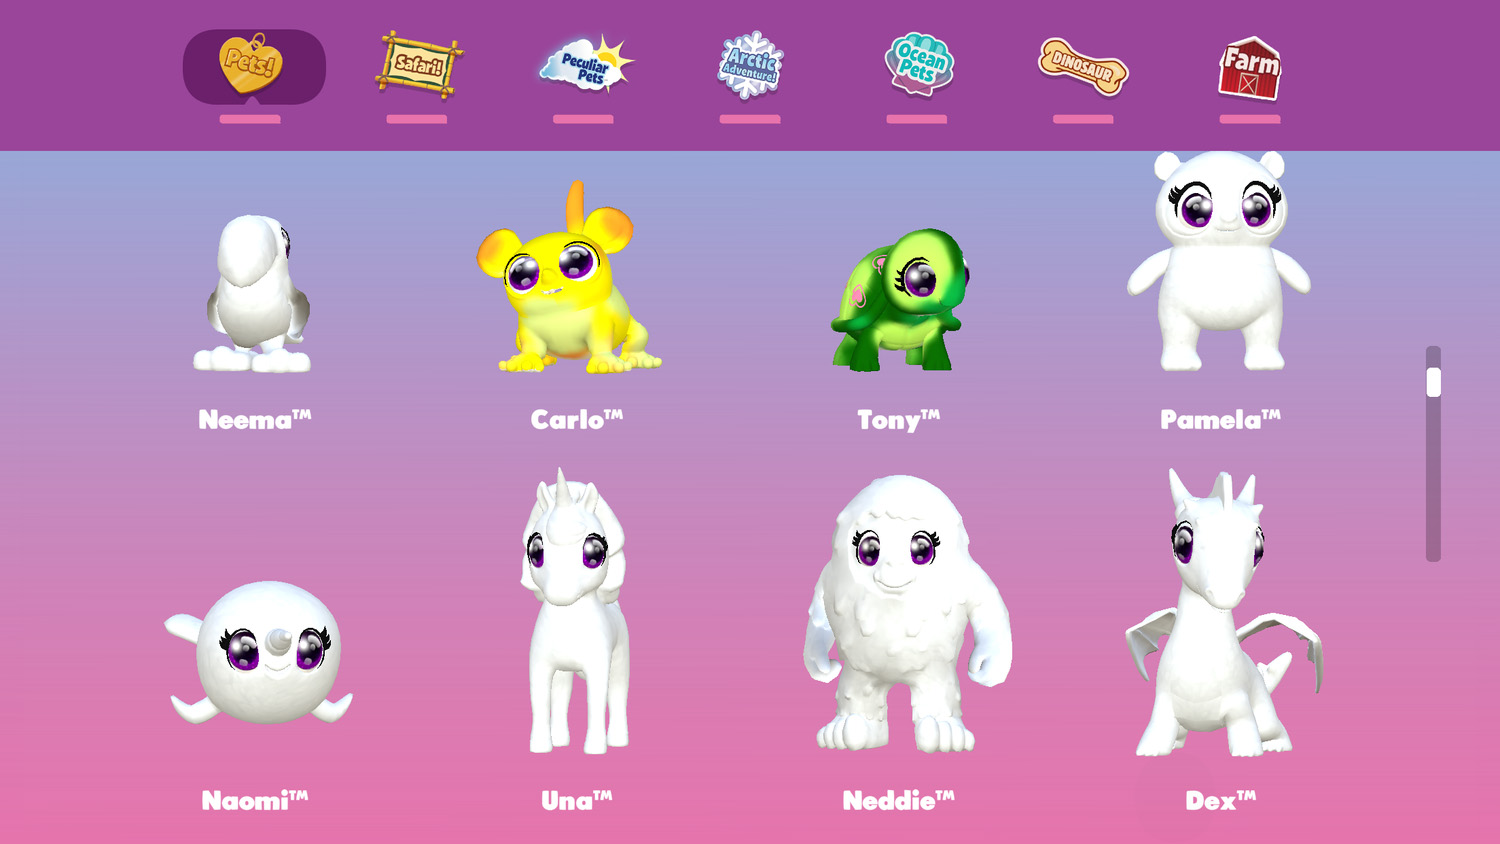 Pets!
Safari!
Peculiar
Pets
Arctic
Adventure!
Ocean
Pets
DINOSAUR
Farm
Neema™
Carlo™
Tony™
Pamela™
Naomi™
Una™
Neddie™
Dex™